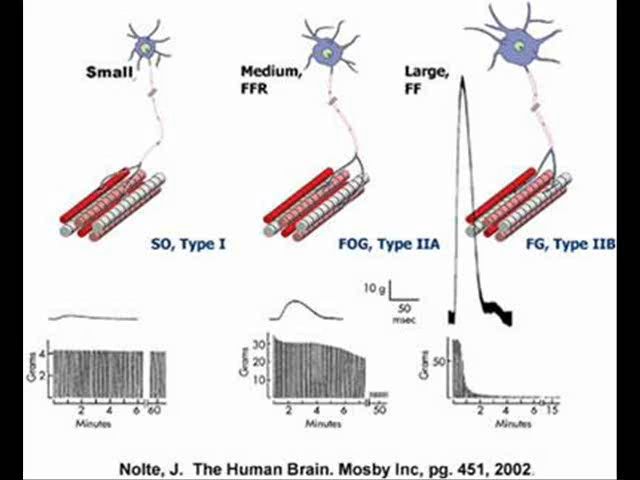 Small,
Medium,
FFR
Large,
FF
SO, Type I
FOG, Type IIA
FG, Type IIB
10 g
50
msec
4
2
Grams
2 4 6 60
Minutes
30
20
10
Grams
2 4 6 50
Minutes
50
Grams
2 4 6 15
Minutes
Nolte, J. The Human Brain. Mosby Inc, pg. 451, 2002.